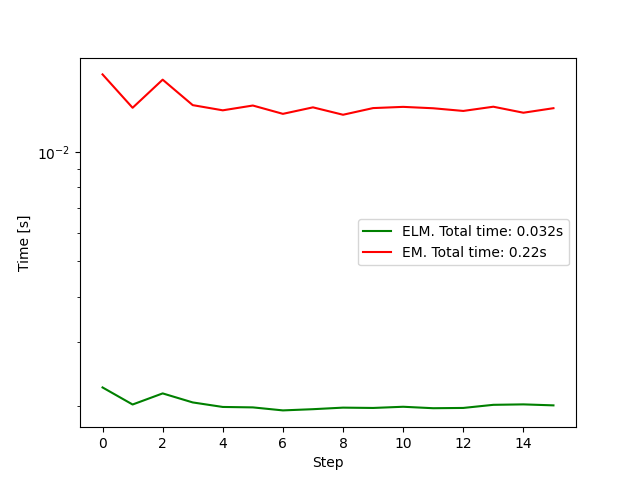 10⁻²
Time [s]
ELM. Total time: 0.032s
EM. Total time: 0.22s
0 2 4 6 8 10 12 14
Step